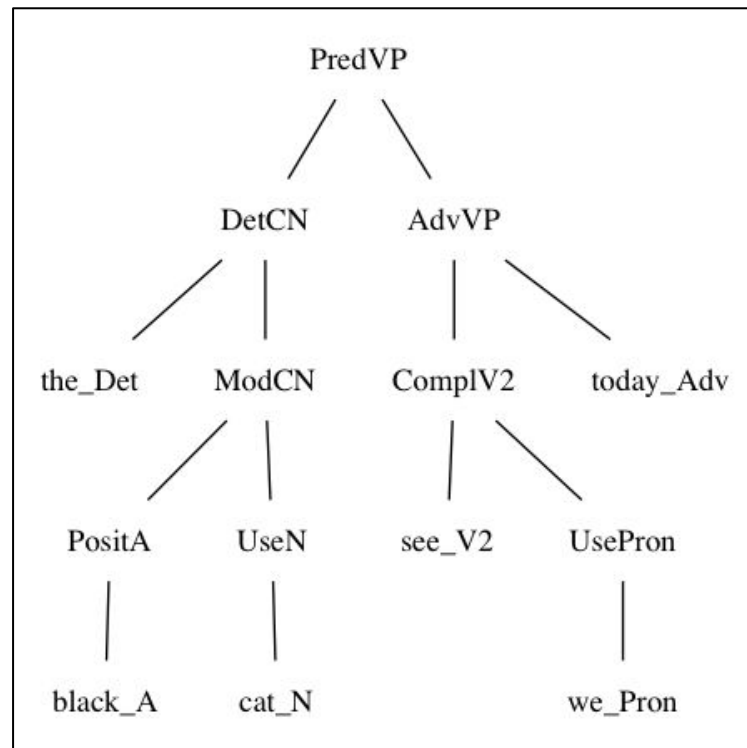 PredVP
DetCN AdvVP
the_Det ModCN ComplV2 today_Adv
PositA UseN see_V2 UsePron
black_A cat_N we_Pron